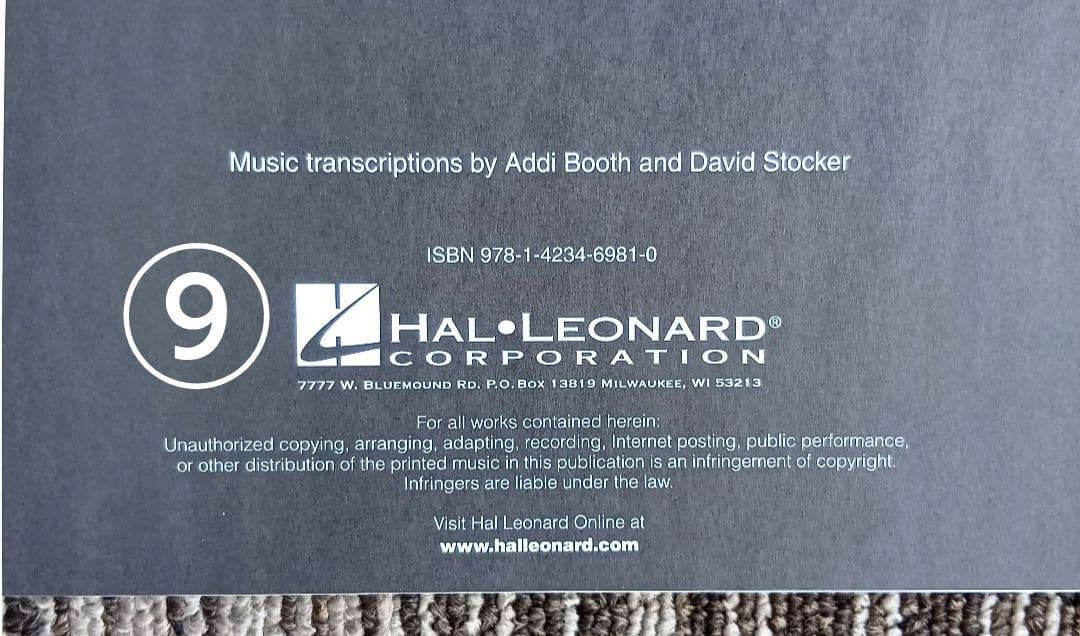 Music transcriptions by Addi Booth and David Stocker
ISBN 978-1-4234-6981-0
9
HAL•LEONARD®
CORPORATION
7777 W. BLUEMOUND RD. P.O. BOX 13819 MILWAUKEE, WI 53213
For all works contained herein:
Unauthorized copying, arranging, adapting, recording, Internet posting, public performance,
or other distribution of the printed music in this publication is an infringement of copyright.
Infringers are liable under the law.
Visit Hal Leonard Online at
www.halleonard.com